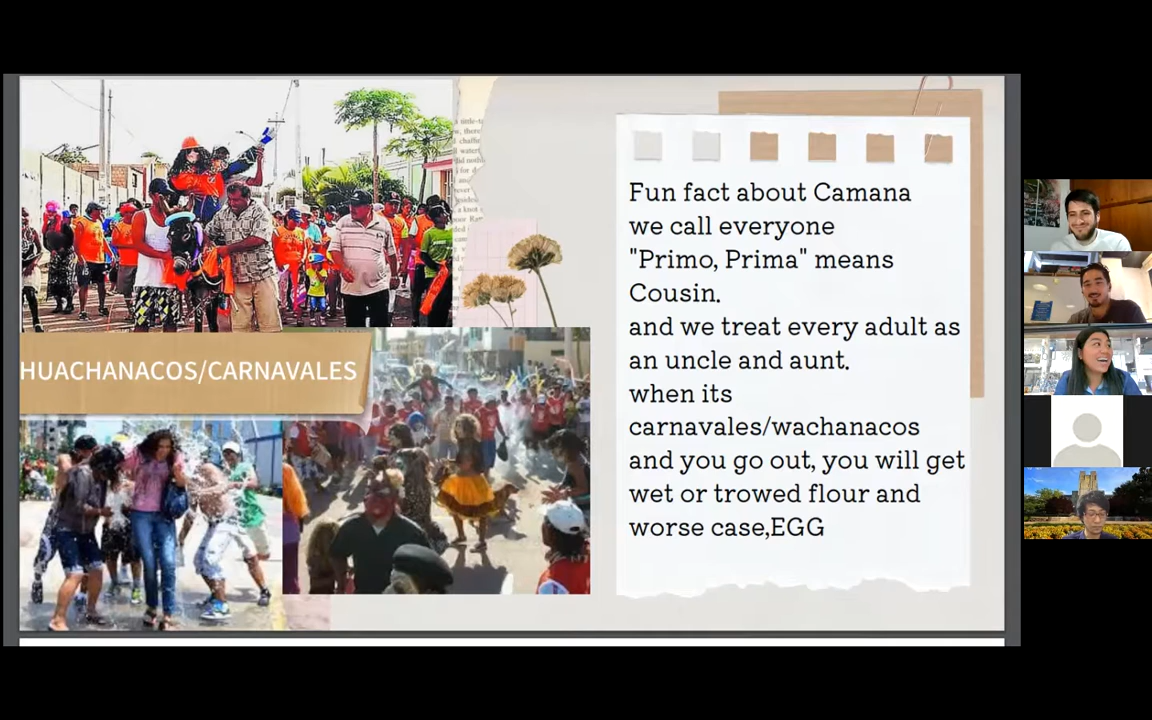 HUACHANACOS/CARNAVALES
Fun fact about Camana
we call everyone
"Primo, Prima" means
Cousin.
and we treat every adult as
an uncle and aunt.
when its
carnavales/wachanacos
and you go out, you will get
wet or trowed flour and
worse case,EGG